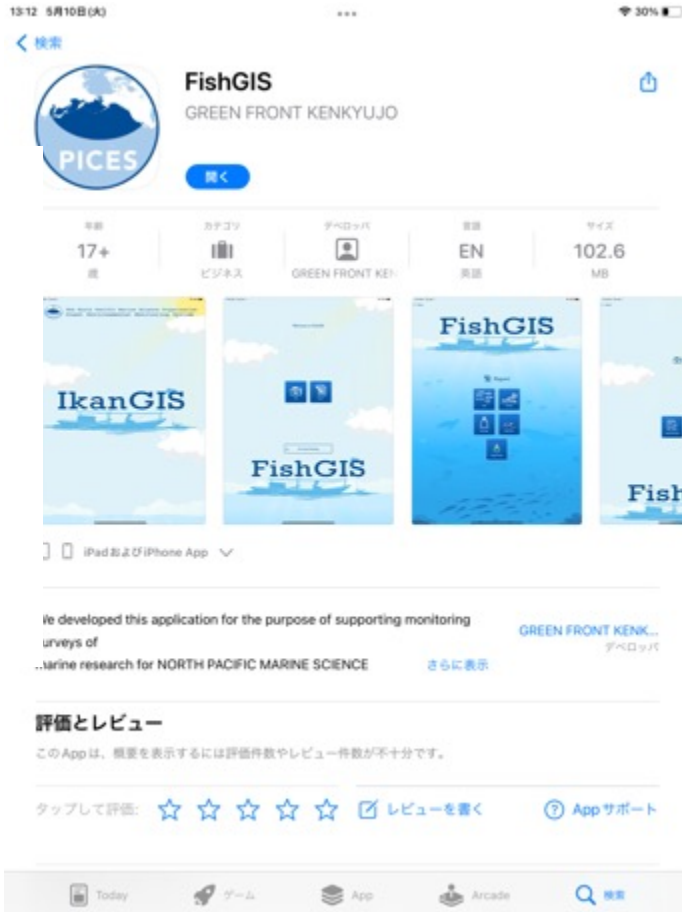 13:12 5月10日(火)
30%
検索
FishGIS
GREEN FRONT KENKYUJO
PICES
開く
年齢 カテゴリ デベロッパ 言語 サイズ
17+ EN 102.6
歳 ビジネス GREEN FRONT KEN 英語 MB
IkanGIS
FishGIS
FishGIS
Report
Fish
iPadおよびiPhone App
We developed this application for the purpose of supporting monitoring
urveys of
marine research for NORTH PACIFIC MARINE SCIENCE
さらに表示
GREEN FRONT KENK...
デベロッパ
評価とレビュー
このAppは、概要を表示するには評価件数やレビュー件数が不十分です。
タップして評価: レビューを書く Appサポート
Today ゲーム App Arcade 検索